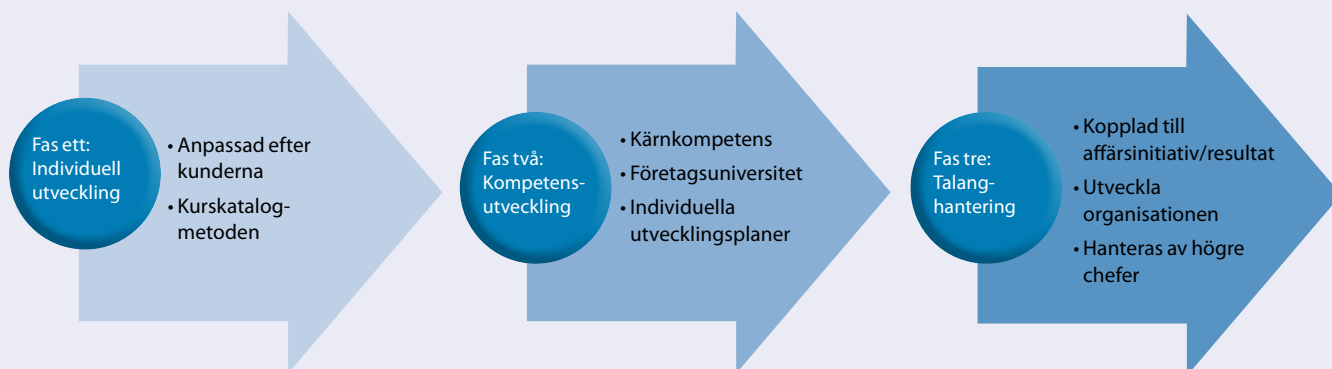 Fas ett:
Individuell
utveckling
• Anpassad efter
kunderna
• Kurskatalog-
metoden
Fas två:
Kompetens-
utveckling
• Kärnkompetens
• Företagsuniversitet
• Individuella
utvecklingsplaner
Fas tre:
Talang-
hantering
• Kopplad till
affärsinitiativ/resultat
• Utveckla
organisationen
• Hanteras av högre
chefer